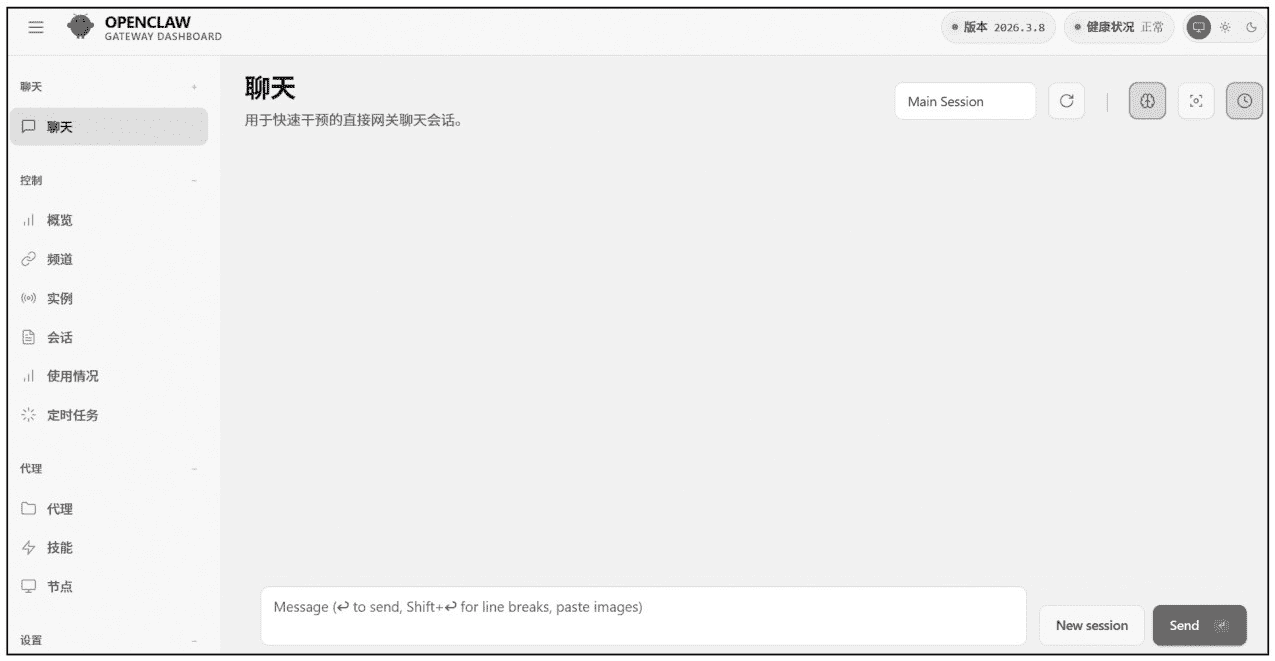 OPENCLAW
GATEWAY DASHBOARD
版本 2026.3.8
健康状况 正常
聊天
聊天
控制
概览
频道
实例
会话
使用情况
定时任务
代理
代理
技能
节点
设置
聊天
用于快速干预的直接网关聊天会话。
Main Session
Message (↩ to send, Shift+↩ for line breaks, paste images)
New session
Send